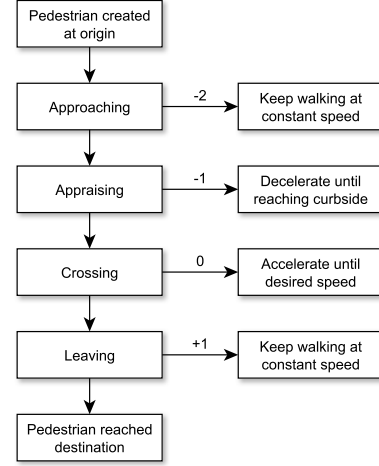 Pedestrian created
at origin
Approaching
-2
Keep walking at
constant speed
Appraising
-1
Decelerate until
reaching curbside
Crossing
0
Accelerate until
desired speed
Leaving
+1
Keep walking at
constant speed
Pedestrian reached
destination